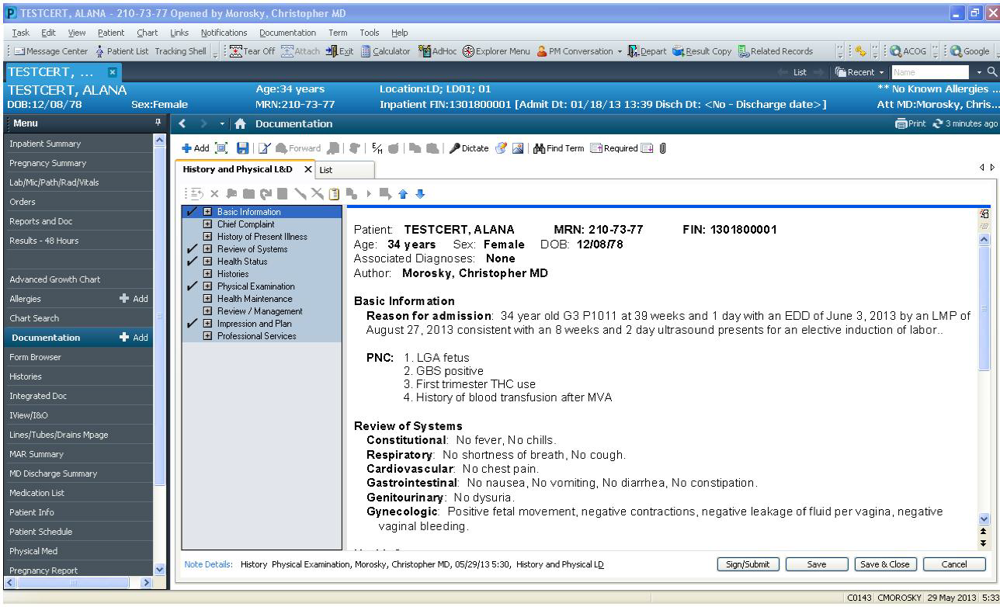 TESTCERT, ALANA - 210-73-77 Opened by Morosky, Christopher MD
Task Edit View Patient Chart Links Notifications Documentation Term Tools Help
Message Center Patient List Tracking Shell Tear Off Attach Exit Calculator AdHoc Explorer Menu PM Conversation Depart Result Copy Related Records ACOG Google
TESTCERT, ... List Recent Name
TESTCERT, ALANA Age:34 years Location:LD; LD01; 01 ** No Known Allergies ...
DOB:12/08/78 Sex:Female MRN:210-73-77 Inpatient FIN:1301800001 [Admit Dt: 01/18/13 13:39 Disch Dt: <No - Discharge date>] Att MD:Morosky, Chris...
Menu
Inpatient Summary
Pregnancy Summary
Lab/Mic/Path/Rad/Vitals
Orders
Reports and Doc
Results - 48 Hours
Advanced Growth Chart
Allergies Add
Chart Search
Documentation Add
Form Browser
Histories
Integrated Doc
IView/I&O
Lines/Tubes/Drains Mpage
MAR Summary
MD Discharge Summary
Medication List
Patient Info
Patient Schedule
Physical Med
Pregnancy Report
Documentation Print 3 minutes ago
Add Forward Dictate Find Term Required
History and Physical L&D List
Basic Information
Chief Complaint
History of Present Illness
Review of Systems
Health Status
Histories
Physical Examination
Health Maintenance
Review / Management
Impression and Plan
Professional Services
Patient: TESTCERT, ALANA MRN: 210-73-77 FIN: 1301800001
Age: 34 years Sex: Female DOB: 12/08/78
Associated Diagnoses: None
Author: Morosky, Christopher MD
Basic Information
Reason for admission: 34 year old G3 P1011 at 39 weeks and 1 day with an EDD of June 3, 2013 by an LMP of
August 27, 2013 consistent with an 8 weeks and 2 day ultrasound presents for an elective induction of labor..
PNC: 1. LGA fetus
2. GBS positive
3. First trimester THC use
4. History of blood transfusion after MVA
Review of Systems
Constitutional: No fever, No chills.
Respiratory: No shortness of breath, No cough.
Cardiovascular: No chest pain.
Gastrointestinal: No nausea, No vomiting, No diarrhea, No constipation.
Genitourinary: No dysuria.
Gynecologic: Positive fetal movement, negative contractions, negative leakage of fluid per vagina, negative
vaginal bleeding.
Note Details: History Physical Examination, Morosky, Christopher MD, 05/29/13 5:30, History and Physical LD
Sign/Submit Save Save & Close Cancel
C0143 CMOROSKY 29 May 2013 5:33